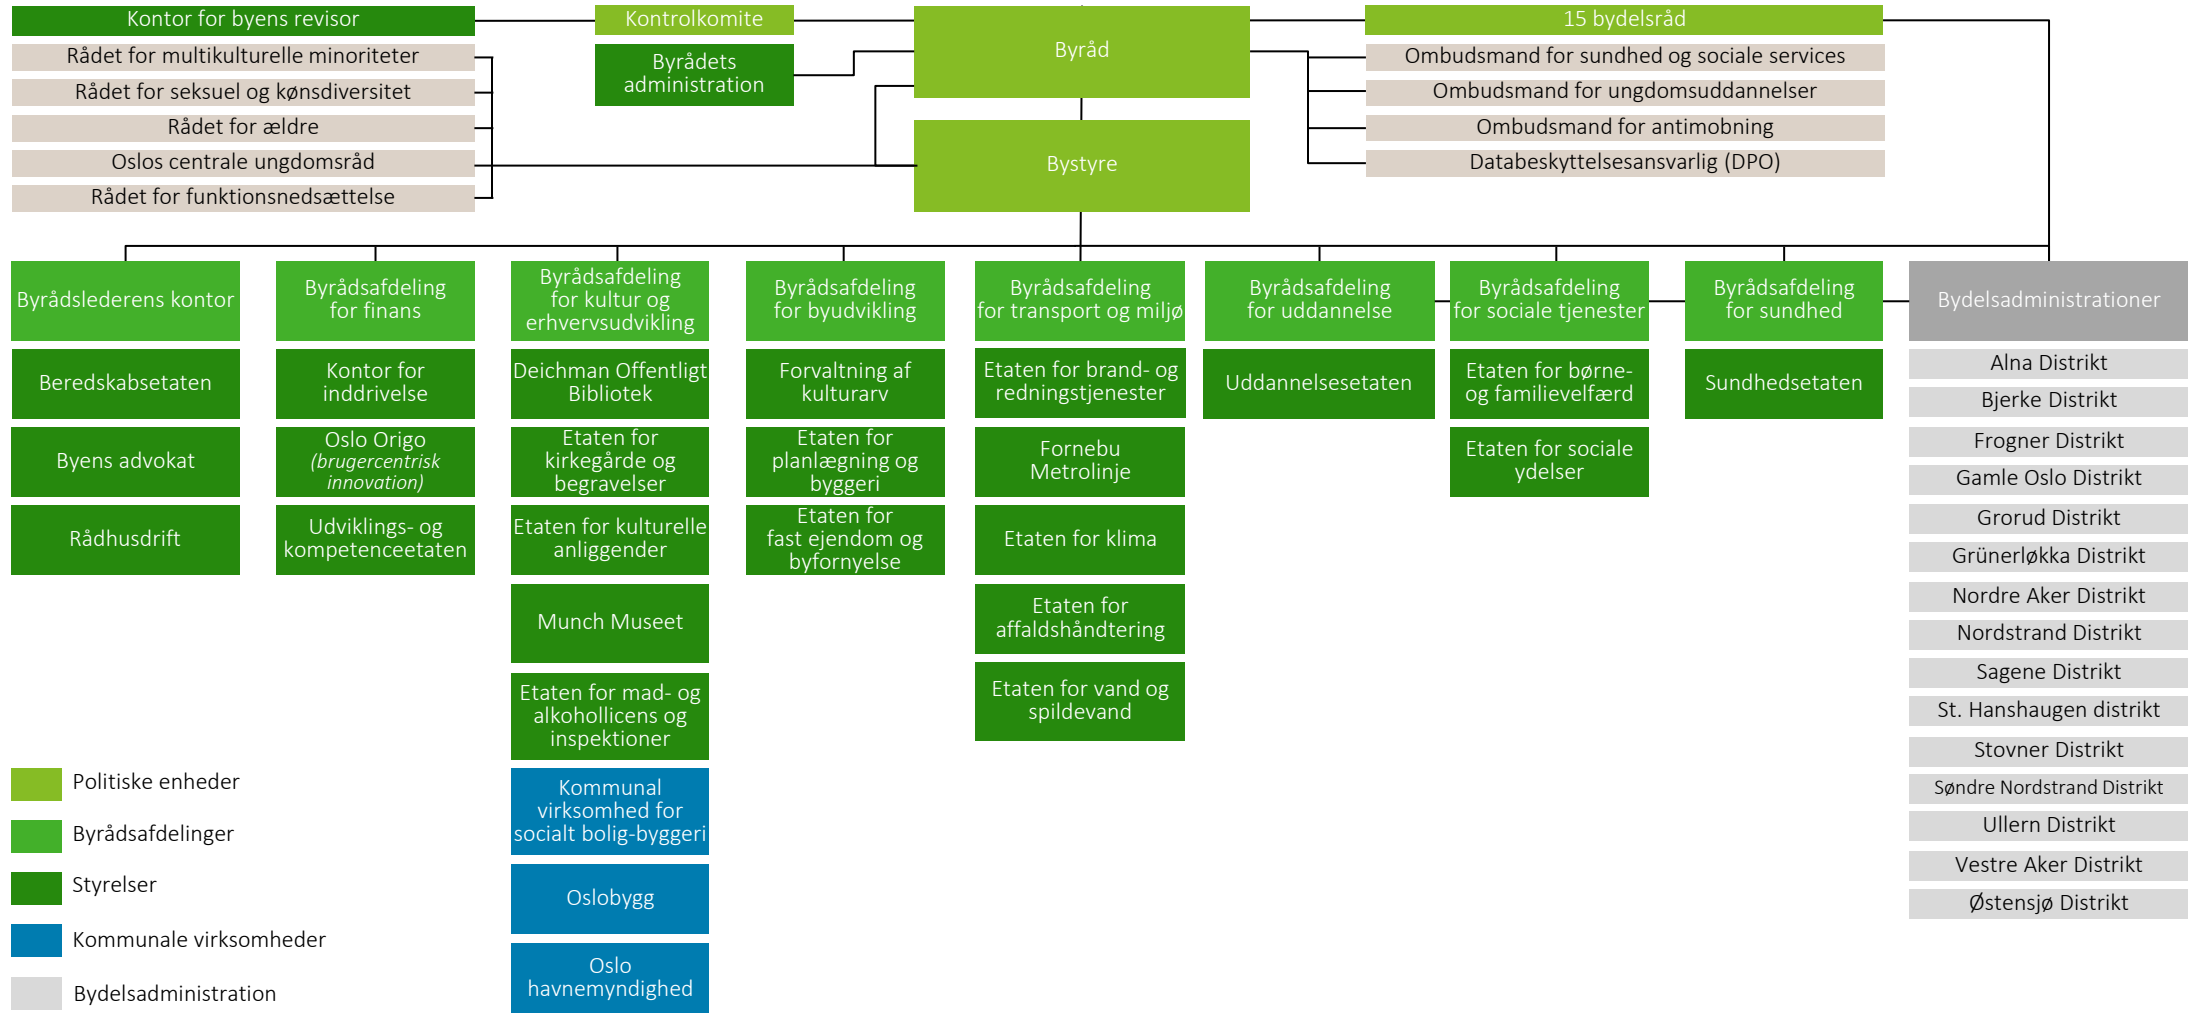 Kontor for byens revisor
Kontrolkomite
Byråd
15 bydelsråd
Rådet for multikulturelle minoriteter
Rådet for seksuel og kønsdiversitet
Rådet for ældre
Oslos centrale ungdomsråd
Rådet for funktionsnedsættelse
Byrådets
administration
Bystyre
Ombudsmand for sundhed og sociale services
Ombudsmand for ungdomsuddannelser
Ombudsmand for antimobning
Databeskyttelsesansvarlig (DPO)
Byrådslederens kontor
Beredskabsetaten
Byens advokat
Rådhusdrift
Byrådsafdeling
for finans
Kontor for
inddrivelse
Oslo Origo
(brugercentrisk
innovation)
Udviklings- og
kompetenceetaten
Byrådsafdeling
for kultur og
erhvervsudvikling
Deichman Offentligt
Bibliotek
Etaten for
kirkegårde og
begravelser
Etaten for kulturelle
anliggender
Munch Museet
Etaten for mad- og
alkohollicens og
inspektioner
Kommunal
virksomhed for
socialt bolig-byggeri
Oslobygg
Oslo
havnemyndighed
Byrådsafdeling
for byudvikling
Forvaltning af
kulturarv
Etaten for
planlægning og
byggeri
Etaten for
fast ejendom og
byfornyelse
Byrådsafdeling
for transport og miljø
Etaten for brand- og
redningstjenester
Fornebu
Metrolinje
Etaten for klima
Etaten for
affaldshåndtering
Etaten for vand og
spildevand
Byrådsafdeling
for uddannelse
Uddannelsesetaten
Byrådsafdeling
for sociale tjenester
Etaten for børne-
og familievelfærd
Etaten for sociale
ydelser
Byrådsafdeling
for sundhed
Sundhedsetaten
Bydelsadministrationer
Alna Distrikt
Bjerke Distrikt
Frogner Distrikt
Gamle Oslo Distrikt
Grorud Distrikt
Grünerløkka Distrikt
Nordre Aker Distrikt
Nordstrand Distrikt
Sagene Distrikt
St. Hanshaugen distrikt
Stovner Distrikt
Søndre Nordstrand Distrikt
Ullern Distrikt
Vestre Aker Distrikt
Østensjø Distrikt
Politiske enheder
Byrådsafdelinger
Styrelser
Kommunale virksomheder
Bydelsadministration